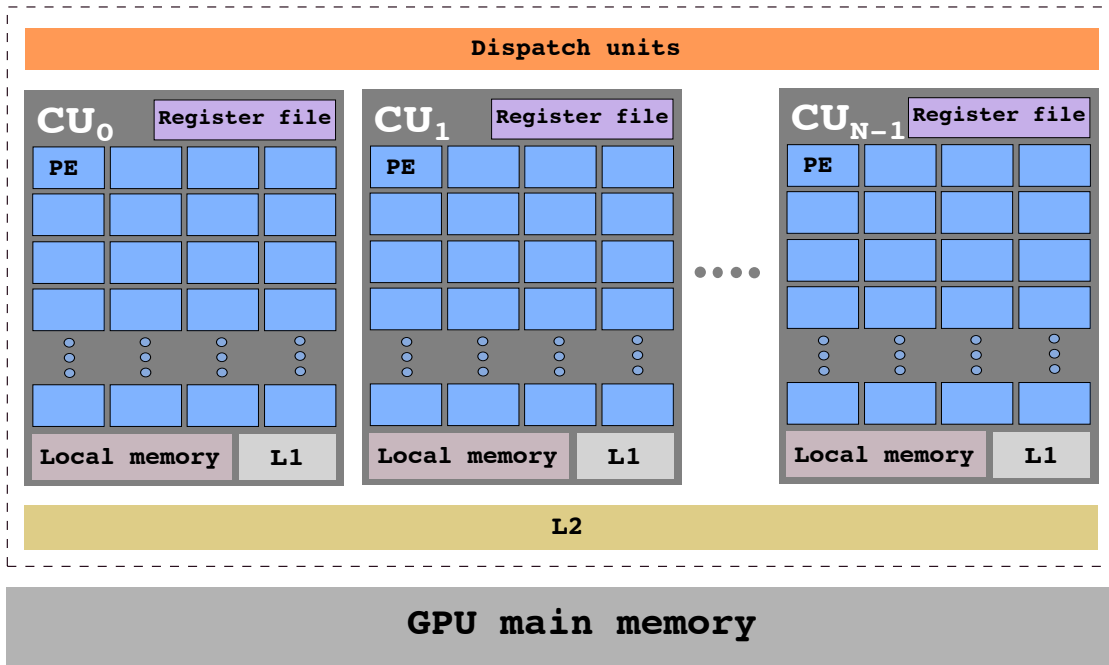 Dispatch units
CU0 Register file
PE
Local memory L1
CU1 Register file
PE
Local memory L1
CUN-1 Register file
PE
Local memory L1
L2
GPU main memory